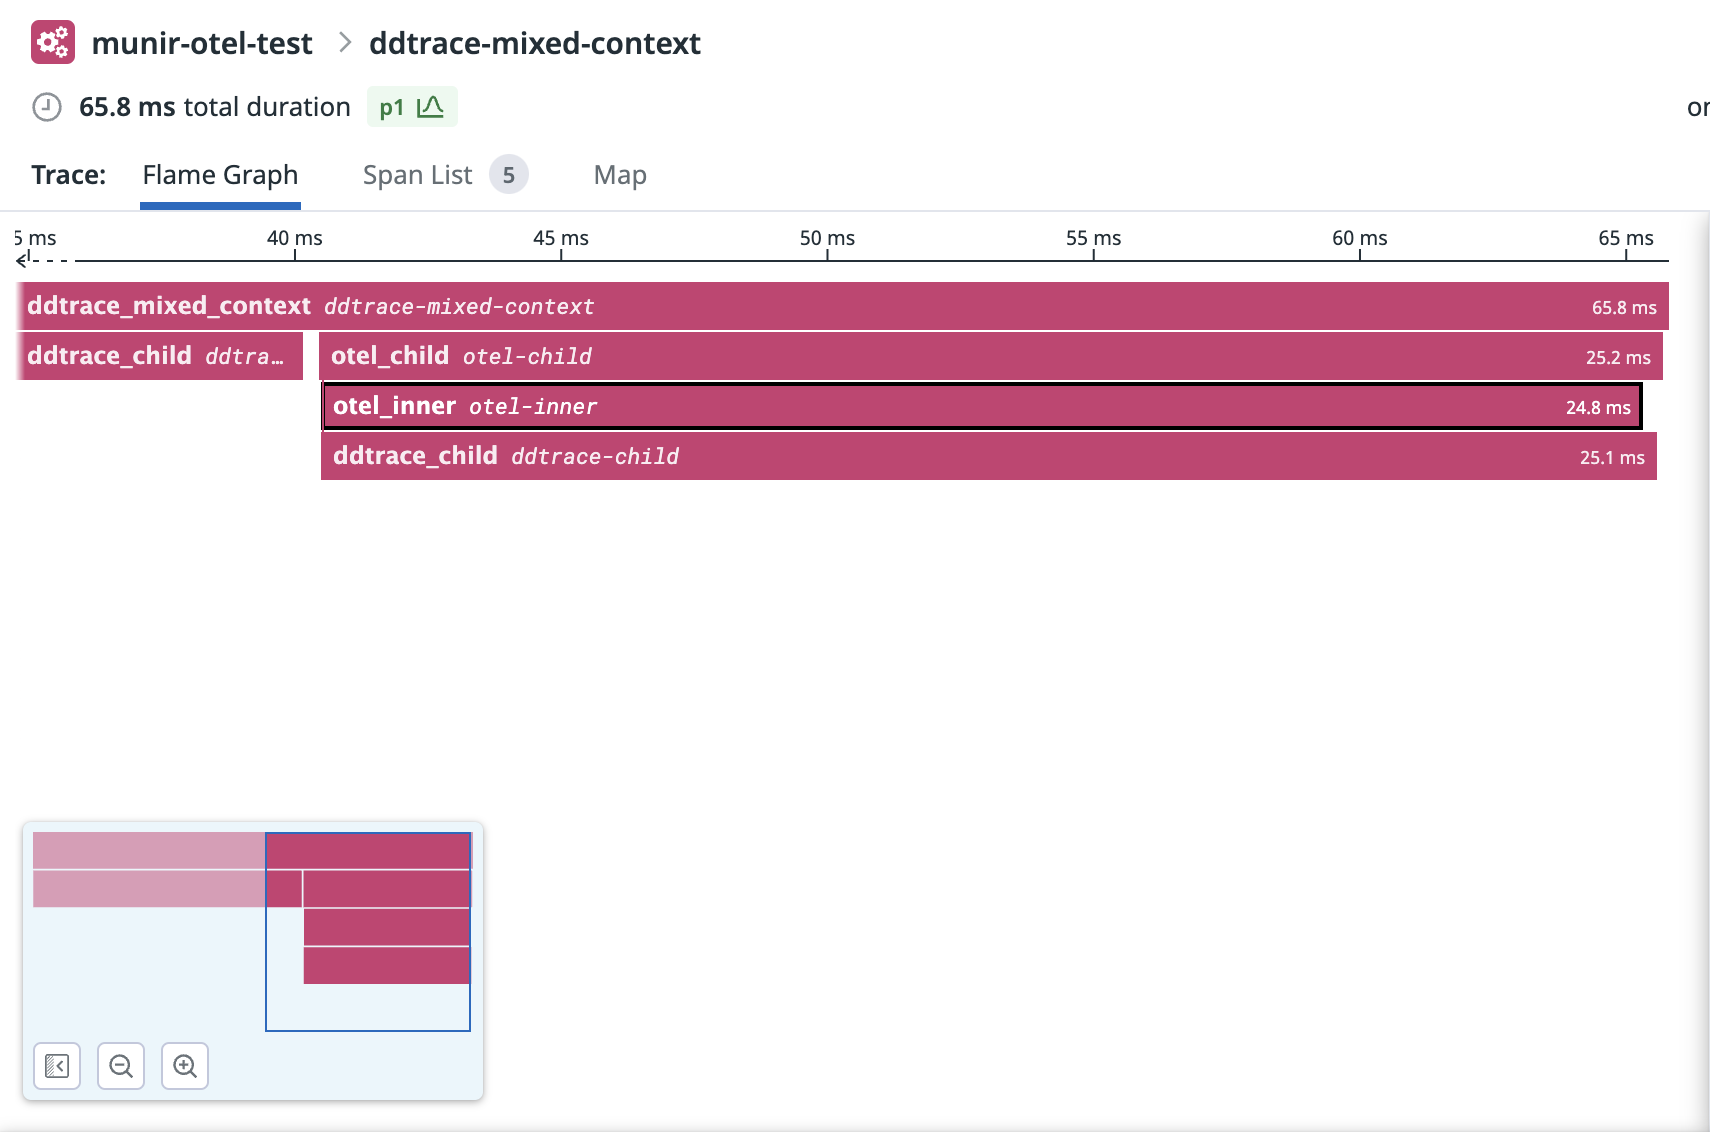 munir-otel-test > ddtrace-mixed-context
65.8 ms total duration p1
Trace: Flame Graph Span List 5 Map
5 ms 40 ms 45 ms 50 ms 55 ms 60 ms 65 ms
ddtrace_mixed_context ddtrace-mixed-context 65.8 ms
ddtrace_child ddtra… otel_child otel-child 25.2 ms
otel_inner otel-inner 24.8 ms
ddtrace_child ddtrace-child 25.1 ms